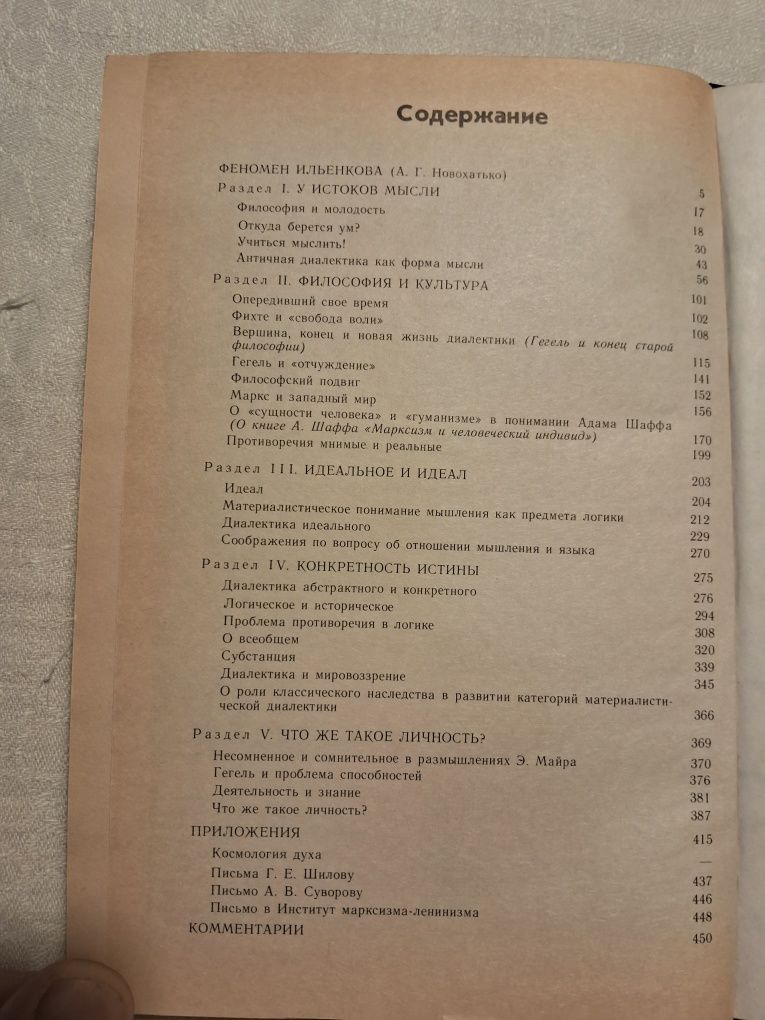 Содержание
ФЕНОМЕН ИЛЬЕНКОВА (А. Г. Новохатько) 5
Раздел I. У ИСТОКОВ МЫСЛИ 17
Философия и молодость 18
Откуда берется ум? 30
Учиться мыслить! 43
Античная диалектика как форма мысли 56
Раздел II. ФИЛОСОФИЯ И КУЛЬТУРА 101
Опередивший свое время 102
Фихте и «свобода воли» 108
Вершина, конец и новая жизнь диалектики (Гегель и конец старой
философии) 115
Гегель и «отчуждение» 141
Философский подвиг 152
Маркс и западный мир 156
О «сущности человека» и «гуманизме» в понимании Адама Шаффа
(О книге А. Шаффа «Марксизм и человеческий индивид») 170
Противоречия мнимые и реальные 199
Раздел III. ИДЕАЛЬНОЕ И ИДЕАЛ 203
Идеал 204
Материалистическое понимание мышления как предмета логики 212
Диалектика идеального 229
Соображения по вопросу об отношении мышления и языка 270
Раздел IV. КОНКРЕТНОСТЬ ИСТИНЫ 275
Диалектика абстрактного и конкретного 276
Логическое и историческое 294
Проблема противоречия в логике 308
О всеобщем 320
Субстанция 339
Диалектика и мировоззрение 345
О роли классического наследства в развитии категорий материалисти-
ческой диалектики 366
Раздел V. ЧТО ЖЕ ТАКОЕ ЛИЧНОСТЬ? 369
Несомненное и сомнительное в размышлениях Э. Майра 370
Гегель и проблема способностей 376
Деятельность и знание 381
Что же такое личность? 387
ПРИЛОЖЕНИЯ 415
Космология духа —
Письма Г. Е. Шилову 437
Письмо А. В. Суворову 446
Письмо в Институт марксизма-ленинизма 448
КОММЕНТАРИИ 450